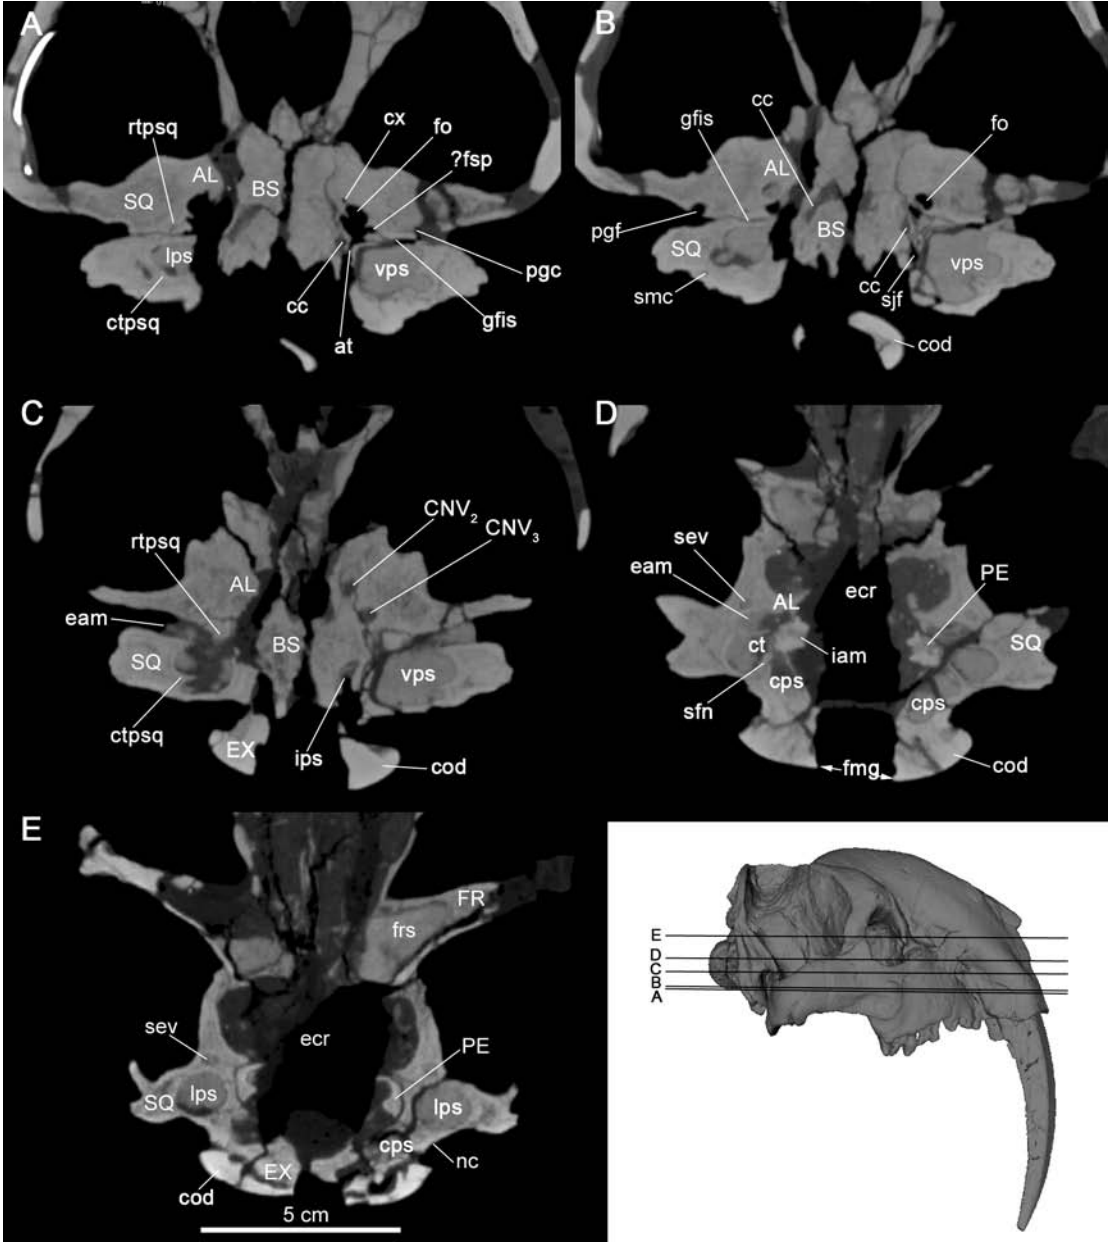 A
rtpsq
cx
fo
?fsp
AL
BS
SQ
lps
vps
pgc
ctpsq
cc
at
gfis
B
cc
gfis
fo
AL
pgf
BS
SQ
vps
smc
cc
sjf
cod
C
CNV2
CNV3
rtpsq
AL
eam
BS
SQ
vps
ctpsq
EX
ips
cod
D
sev
PE
eam
ecr
AL
SQ
ct
iam
cps
cps
sfn
fmg
cod
E
FR
frs
ecr
sev
PE
lps
lps
SQ
cps
nc
EX
cod
5 cm
E
D
C
B
A